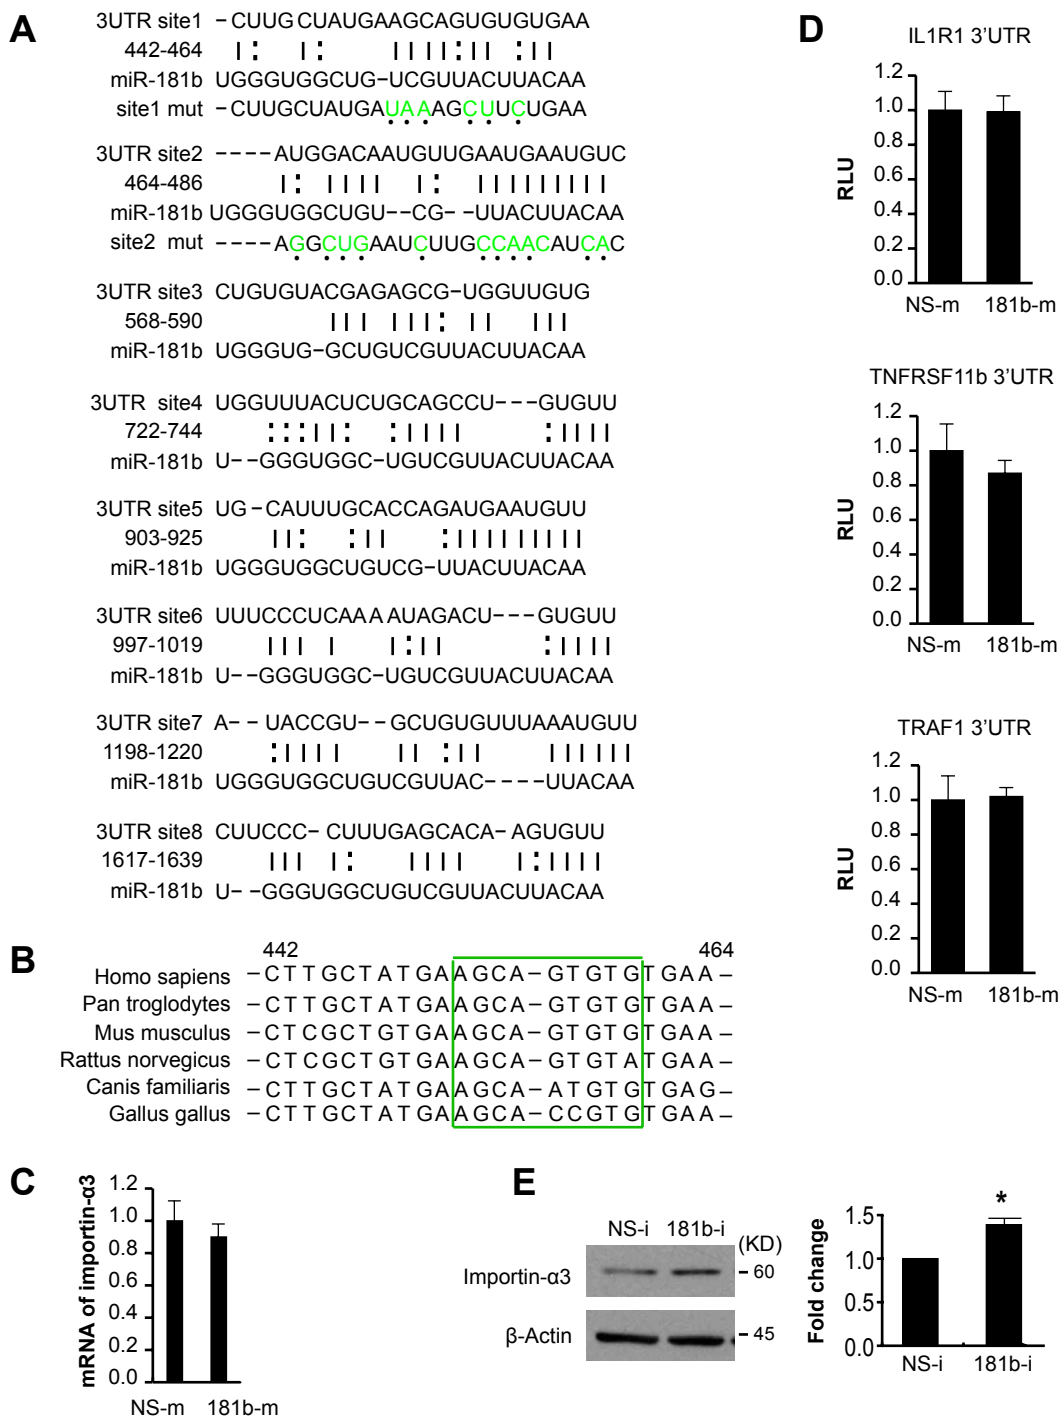 A
3UTR site1 -CUUGCUAUGAAGCAGUGUGUGAA
442-464
miR-181b UGGGUGGCUG-UCGUUACUUACAA
site1 mut -CUUGCUAUGAUAAAGCUUCUGAA
3UTR site2 ----AUGGACAAUGUUGAAUGAAUGUC
464-486
miR-181b UGGGUGGCUGU--CG--UUACUUACAA
site2 mut ----AGGCUGAAUCUUGCCAACAUCAC
3UTR site3 CUGUGUACGAGAGCG-UGGUUGUG
568-590
miR-181b UGGGUG-GCUGUCGUUACUUACAA
3UTR site4 UGGUUUACUCUGCAGCCU---GUGUU
722-744
miR-181b U--GGGUGGC-UGUCGUUACUUACAA
3UTR site5 UG-CAUUUGCACCAGAUGAAUGUU
903-925
miR-181b UGGGUGGCUGUCG-UUACUUACAA
3UTR site6 UUUCCCUCAAAAUAGACU---GUGUU
997-1019
miR-181b U--GGGUGGC-UGUCGUUACUUACAA
3UTR site7 A--UACCGU--GCUGUGUUUAAAUGUU
1198-1220
miR-181b UGGGUGGCUGUCGUUAC----UUACAA
3UTR site8 CUUCCC-CUUUGAGCACA-AGUGUU
1617-1639
miR-181b U--GGGUGGCUGUCGUUACUUACAA
B
442 464
Homo sapiens -CTTGCTATGAAGCA-GTGTGTGAA-
Pan troglodytes -CTTGCTATGAAGCA-GTGTGTGAA-
Mus musculus -CTCGCTGTGAAGCA-GTGTGTGAA-
Rattus norvegicus -CTCGCTGTGAAGCA-GTGTATGAA-
Canis familiaris -CTTGCTATGAAGCA-ATGTGTGAG-
Gallus gallus -CTTGCTATGAAGCA-CCGTGTGAA-
C
mRNA of importin-α3
1.2
1.0
0.8
0.6
0.4
0.2
0.0
NS-m 181b-m
D
IL1R1 3'UTR
RLU
1.2
1.0
0.8
0.6
0.4
0.2
0.0
NS-m 181b-m
TNFRSF11b 3'UTR
RLU
1.2
1.0
0.8
0.6
0.4
0.2
0.0
NS-m 181b-m
TRAF1 3'UTR
RLU
1.2
1.0
0.8
0.6
0.4
0.2
0.0
NS-m 181b-m
E
NS-i 181b-i
(KD)
Importin-α3 - 60
β-Actin - 45
Fold change
*
1.5
1.0
0.5
0.0
NS-i 181b-i